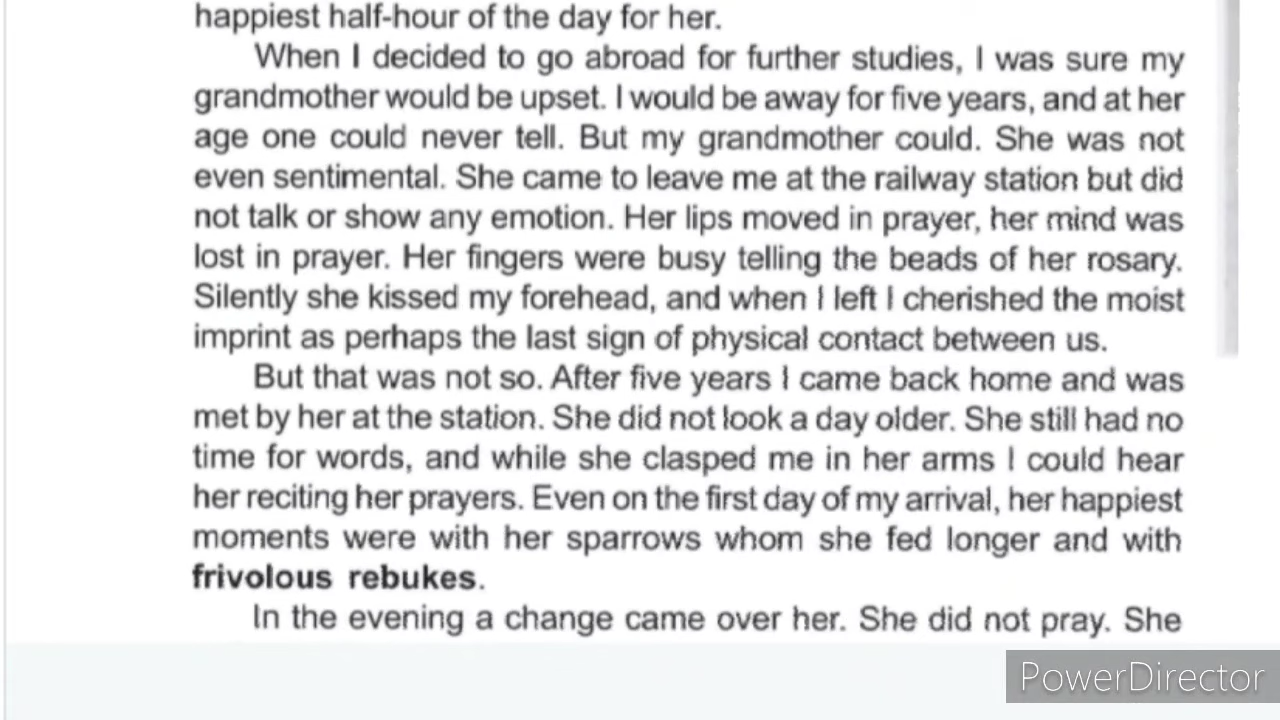 happiest half-hour of the day for her.
When I decided to go abroad for further studies, I was sure my
grandmother would be upset. I would be away for five years, and at her
age one could never tell. But my grandmother could. She was not
even sentimental. She came to leave me at the railway station but did
not talk or show any emotion. Her lips moved in prayer, her mind was
lost in prayer. Her fingers were busy telling the beads of her rosary.
Silently she kissed my forehead, and when I left I cherished the moist
imprint as perhaps the last sign of physical contact between us.
But that was not so. After five years I came back home and was
met by her at the station. She did not look a day older. She still had no
time for words, and while she clasped me in her arms I could hear
her reciting her prayers. Even on the first day of my arrival, her happiest
moments were with her sparrows whom she fed longer and with
frivolous rebukes.
In the evening a change came over her. She did not pray. She
PowerDirector